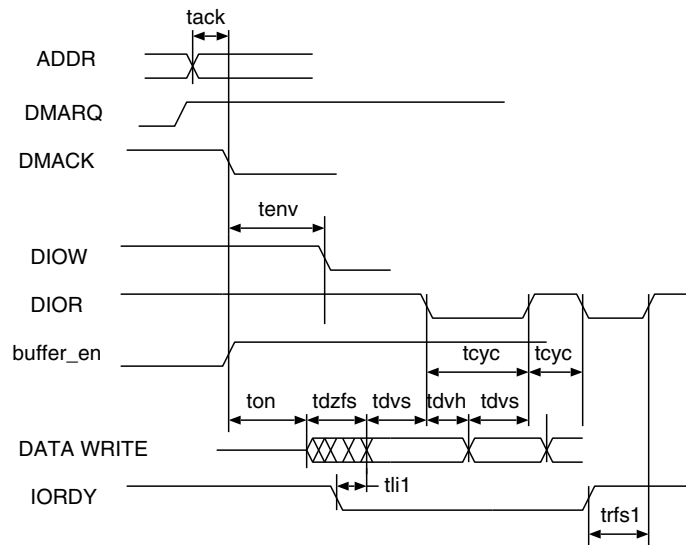 tack
ADDR
DMARQ
DMACK
tenv
DIOW
DIOR
buffer_en
tcyc tcyc
ton tdzfs tdvs tdvh tdvs
DATA WRITE
tli1
IORDY
trfs1